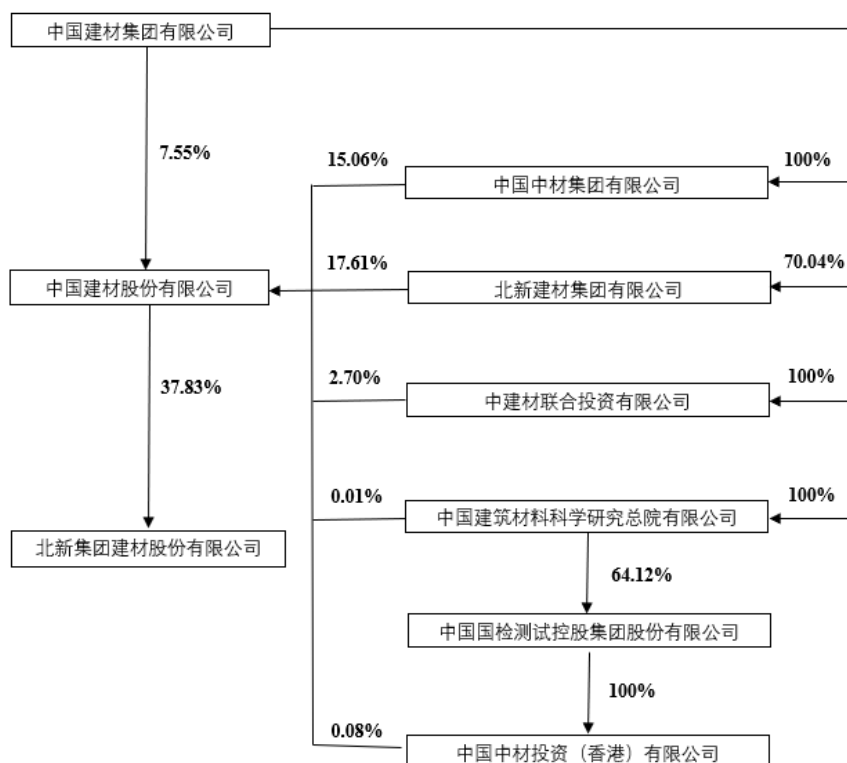 中国建材集团有限公司
7.55%
15.06%
100%
中国中材集团有限公司
17.61%
70.04%
中国建材股份有限公司
北新建材集团有限公司
37.83%
2.70%
100%
中建材联合投资有限公司
0.01%
100%
中国建筑材料科学研究总院有限公司
北新集团建材股份有限公司
64.12%
中国国检测试控股集团股份有限公司
100%
0.08%
中国中材投资（香港）有限公司